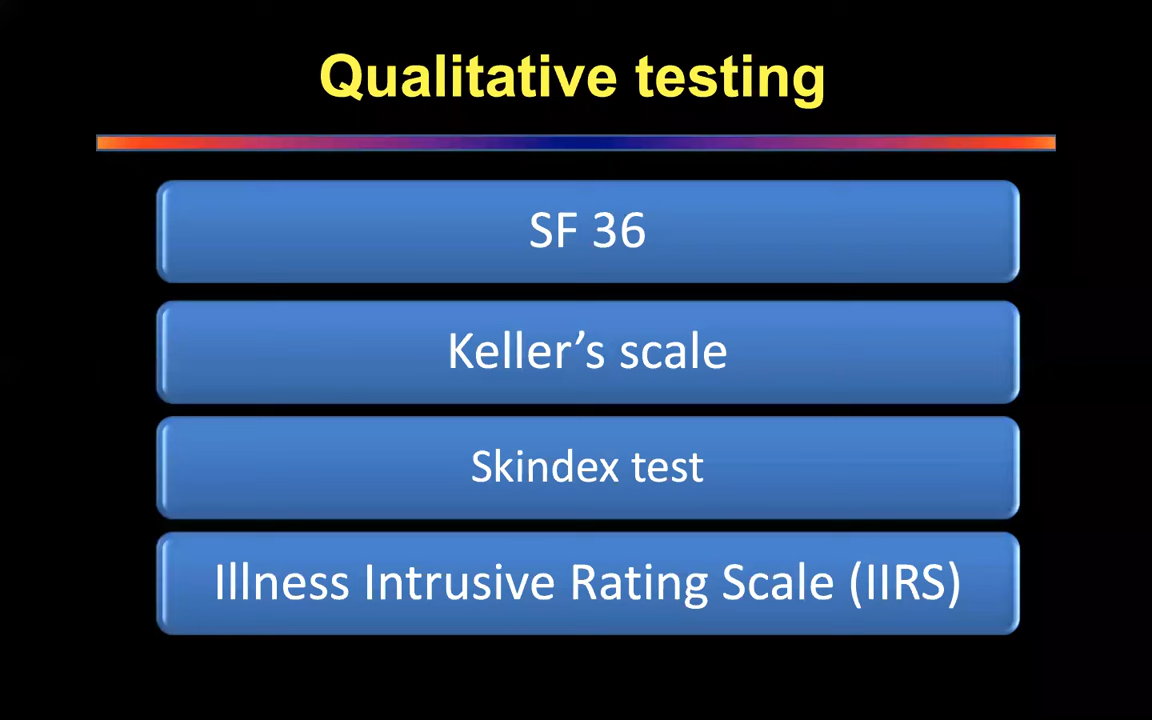 Qualitative testing
SF 36
Keller’s scale
Skindex test
Illness Intrusive Rating Scale (IIRS)